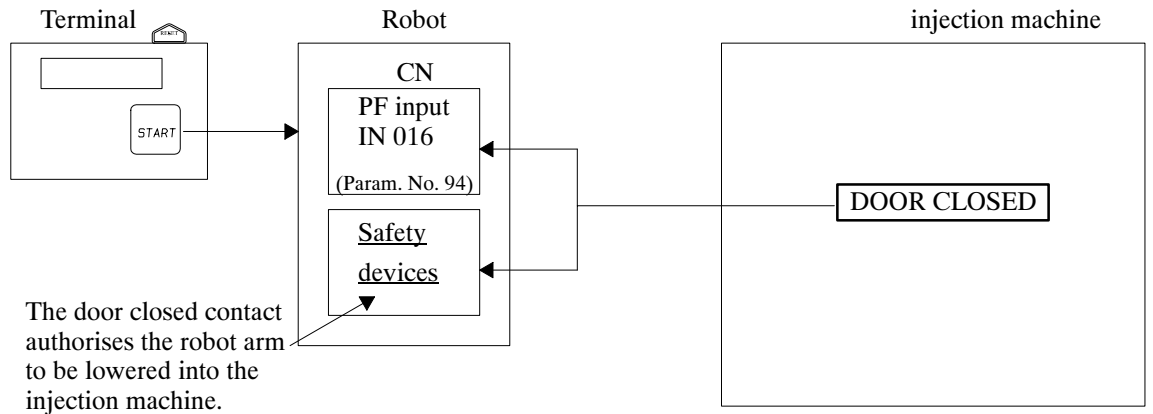 Terminal
Robot
injection machine
RESET
CN
PF input
IN 016
START
(Param. No. 94)
DOOR CLOSED
Safety
devices
The door closed contact
authorises the robot arm
to be lowered into the
injection machine.